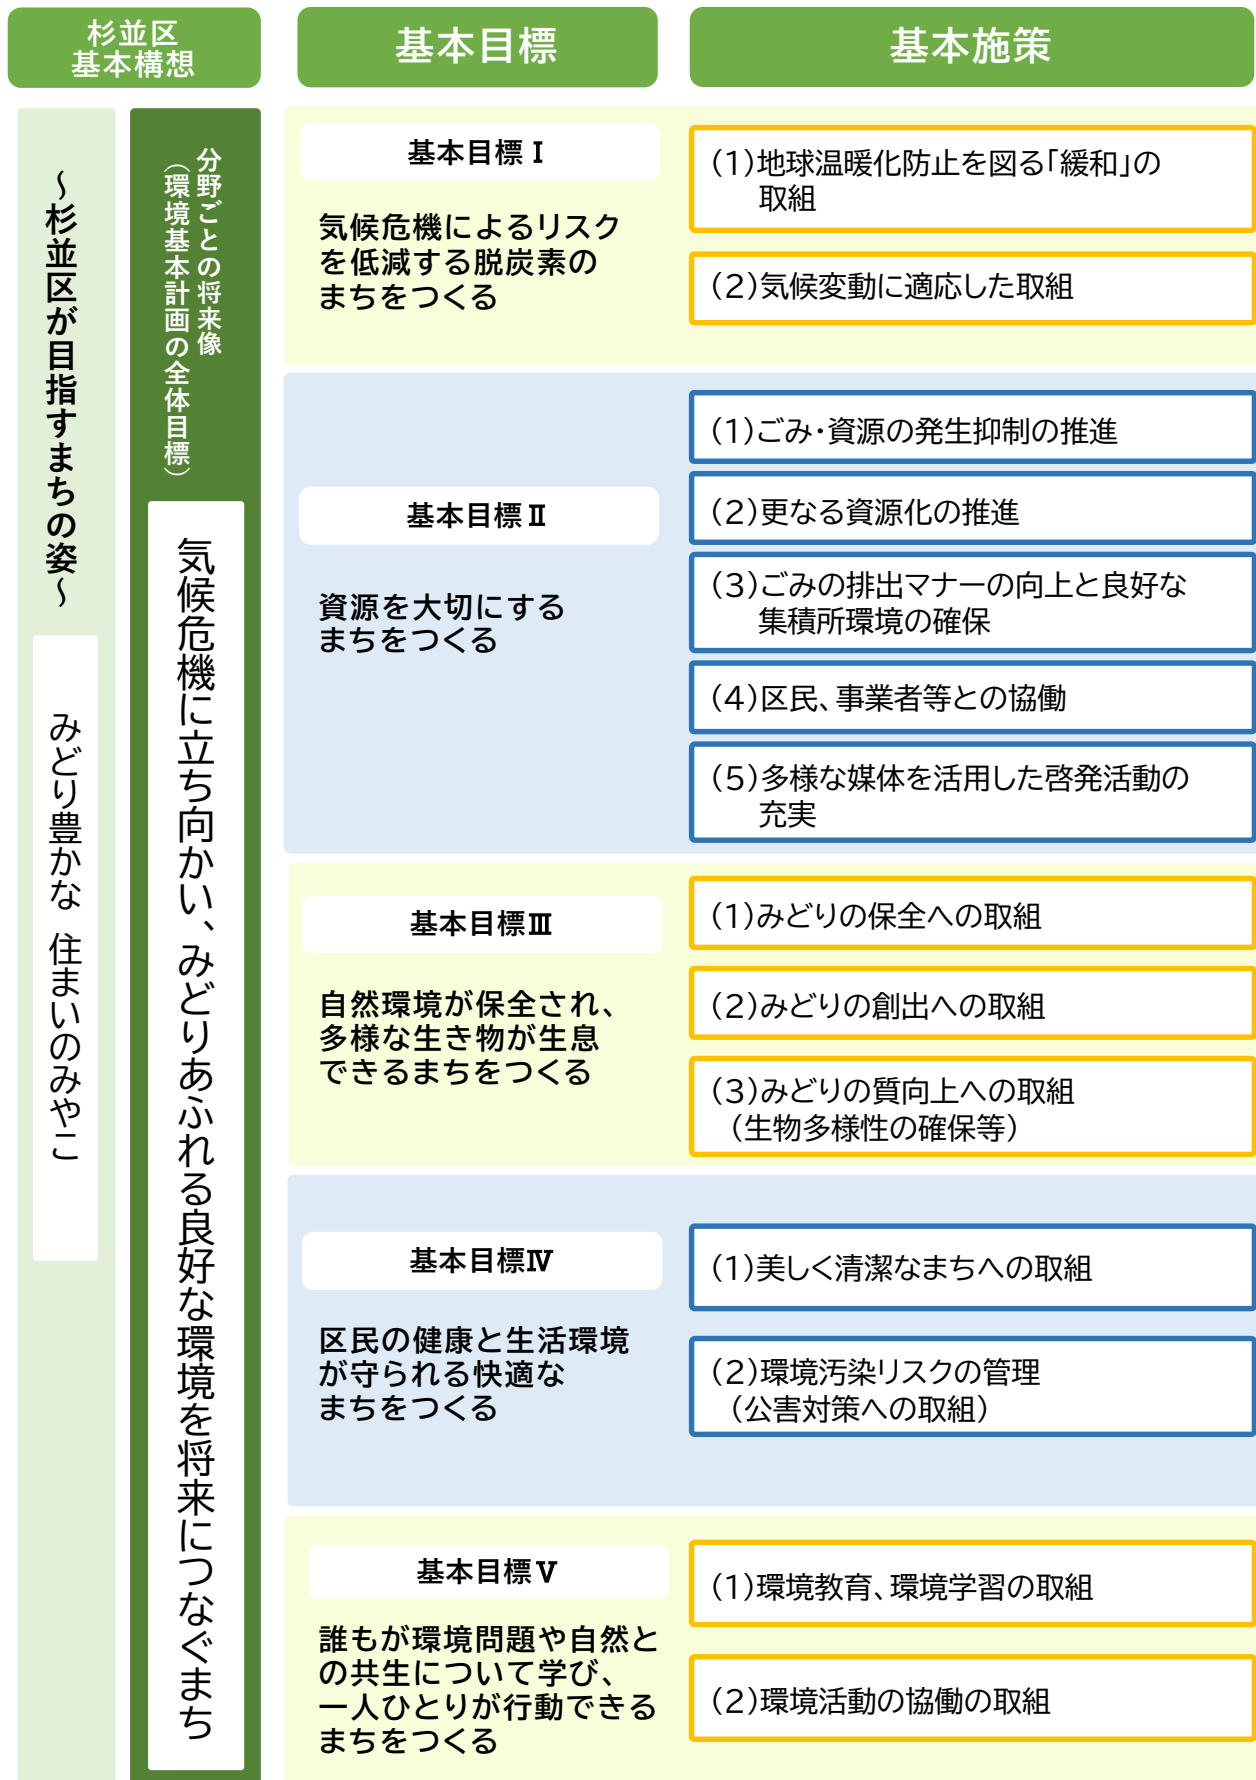 杉並区
基本構想
基本目標
基本施策
～杉並区が目指すまちの姿～
みどり豊かな 住まいのみやこ
分野ごとの将来像
（環境基本計画の全体目標）
気候危機に立ち向かい、みどりあふれる良好な環境を将来につなぐまち
基本目標Ⅰ
気候危機によるリスク
を低減する脱炭素の
まちをつくる
(1)地球温暖化防止を図る「緩和」の
取組
(2)気候変動に適応した取組
基本目標Ⅱ
資源を大切にする
まちをつくる
(1)ごみ・資源の発生抑制の推進
(2)更なる資源化の推進
(3)ごみの排出マナーの向上と良好な
集積所環境の確保
(4)区民、事業者等との協働
(5)多様な媒体を活用した啓発活動の
充実
基本目標Ⅲ
自然環境が保全され、
多様な生き物が生息
できるまちをつくる
(1)みどりの保全への取組
(2)みどりの創出への取組
(3)みどりの質向上への取組
（生物多様性の確保等）
基本目標Ⅳ
区民の健康と生活環境
が守られる快適な
まちをつくる
(1)美しく清潔なまちへの取組
(2)環境汚染リスクの管理
（公害対策への取組）
基本目標Ⅴ
誰もが環境問題や自然と
の共生について学び、
一人ひとりが行動できる
まちをつくる
(1)環境教育、環境学習の取組
(2)環境活動の協働の取組